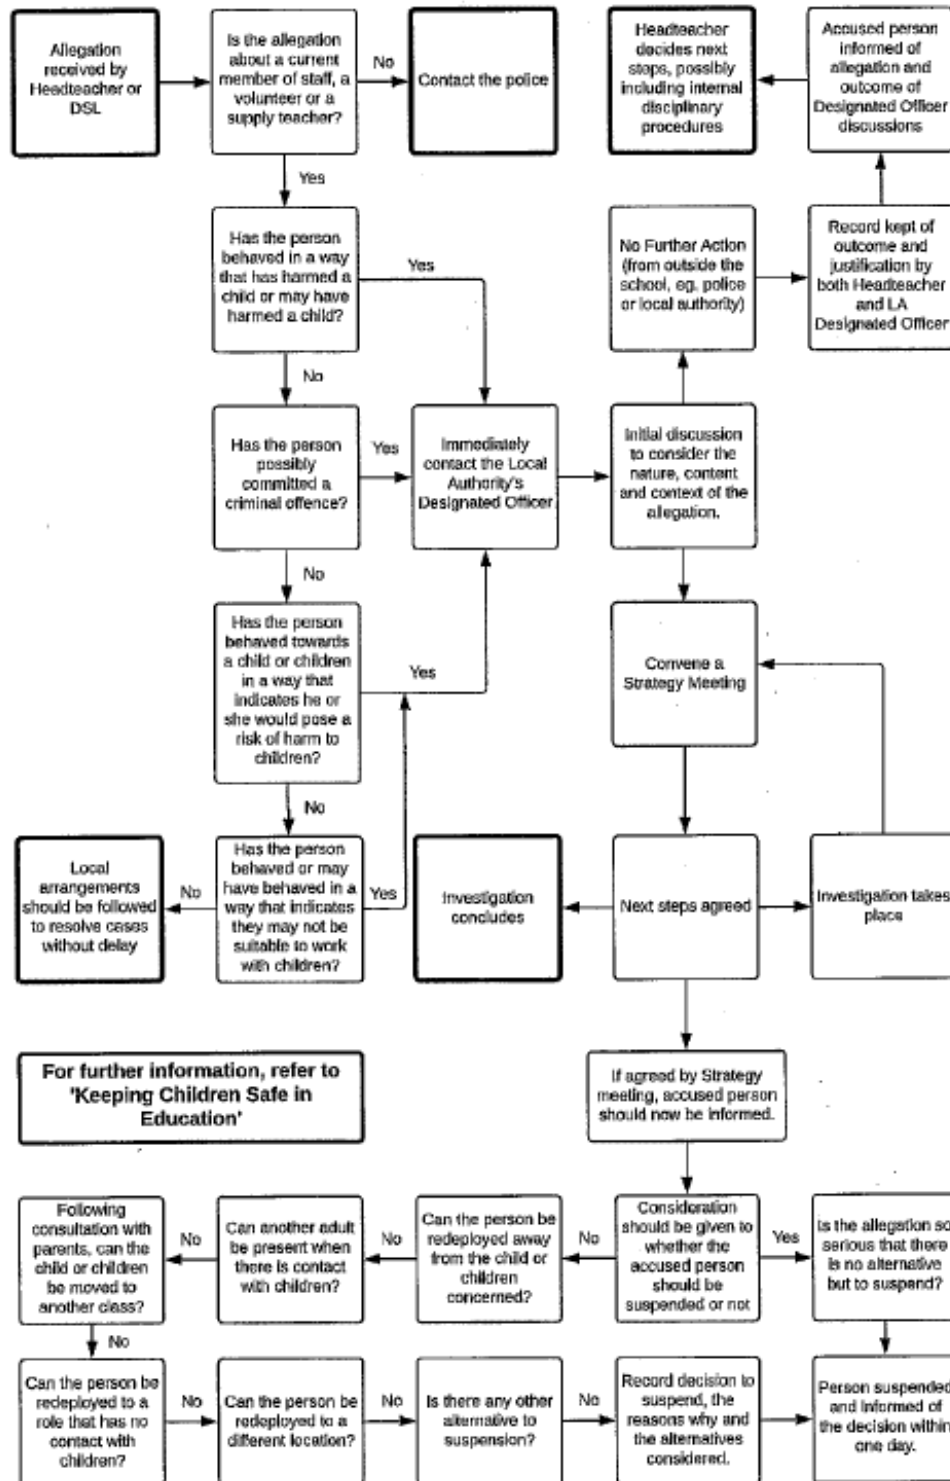 Allegation
received by
Headteacher or
DSL
Is the allegation
about a current
member of staff, a
volunteer or a
supply teacher?
No
Contact the police
Headteacher
decides next
steps, possibly
including internal
disciplinary
procedures
Accused person
informed of
allegation and
outcome of
Designated Officer
discussions
Yes
Has the person
behaved in a way
that has harmed a
child or may have
harmed a child?
Yes
No Further Action
(from outside the
school, eg. police
or local authority)
Record kept of
outcome and
justification by
both Headteacher
and LA
Designated Officer
No
Has the person
possibly
committed a
criminal offence?
Yes
Immediately
contact the Local
Authority's
Designated Officer
Initial discussion
to consider the
nature, content
and context of the
allegation.
No
Has the person
behaved towards
a child or children
in a way that
indicates he or
she would pose a
risk of harm to
children?
Yes
Convene a
Strategy Meeting
No
Local
arrangements
should be followed
to resolve cases
without delay
No
Has the person
behaved or may
have behaved in a
way that indicates
they may not be
suitable to work
with children?
Yes
Investigation
concludes
Next steps agreed
Investigation takes
place
For further information, refer to
'Keeping Children Safe in
Education'
If agreed by Strategy
meeting, accused person
should now be informed.
Following
consultation with
parents, can the
child or children
be moved to
another class?
No
Can another adult
be present when
there is contact
with children?
No
Can the person be
redeployed away
from the child or
children
concerned?
No
Consideration
should be given to
whether the
accused person
should be
suspended or not
Yes
Is the allegation so
serious that there
is no alternative
but to suspend?
No
Can the person be
redeployed to a
role that has no
contact with
children?
No
Can the person be
redeployed to a
different location?
No
Is there any other
alternative to
suspension?
No
Record decision to
suspend, the
reasons why and
the alternatives
considered.
Person suspended
and informed of
the decision within
one day.